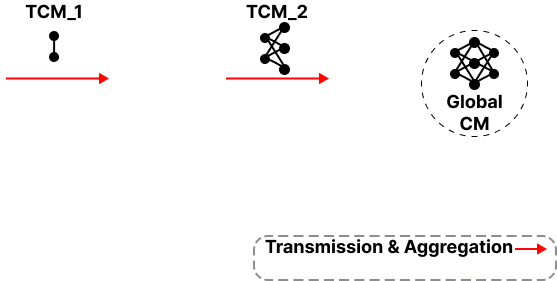 TCM_1
TCM_2
Global
CM
Transmission & Aggregation